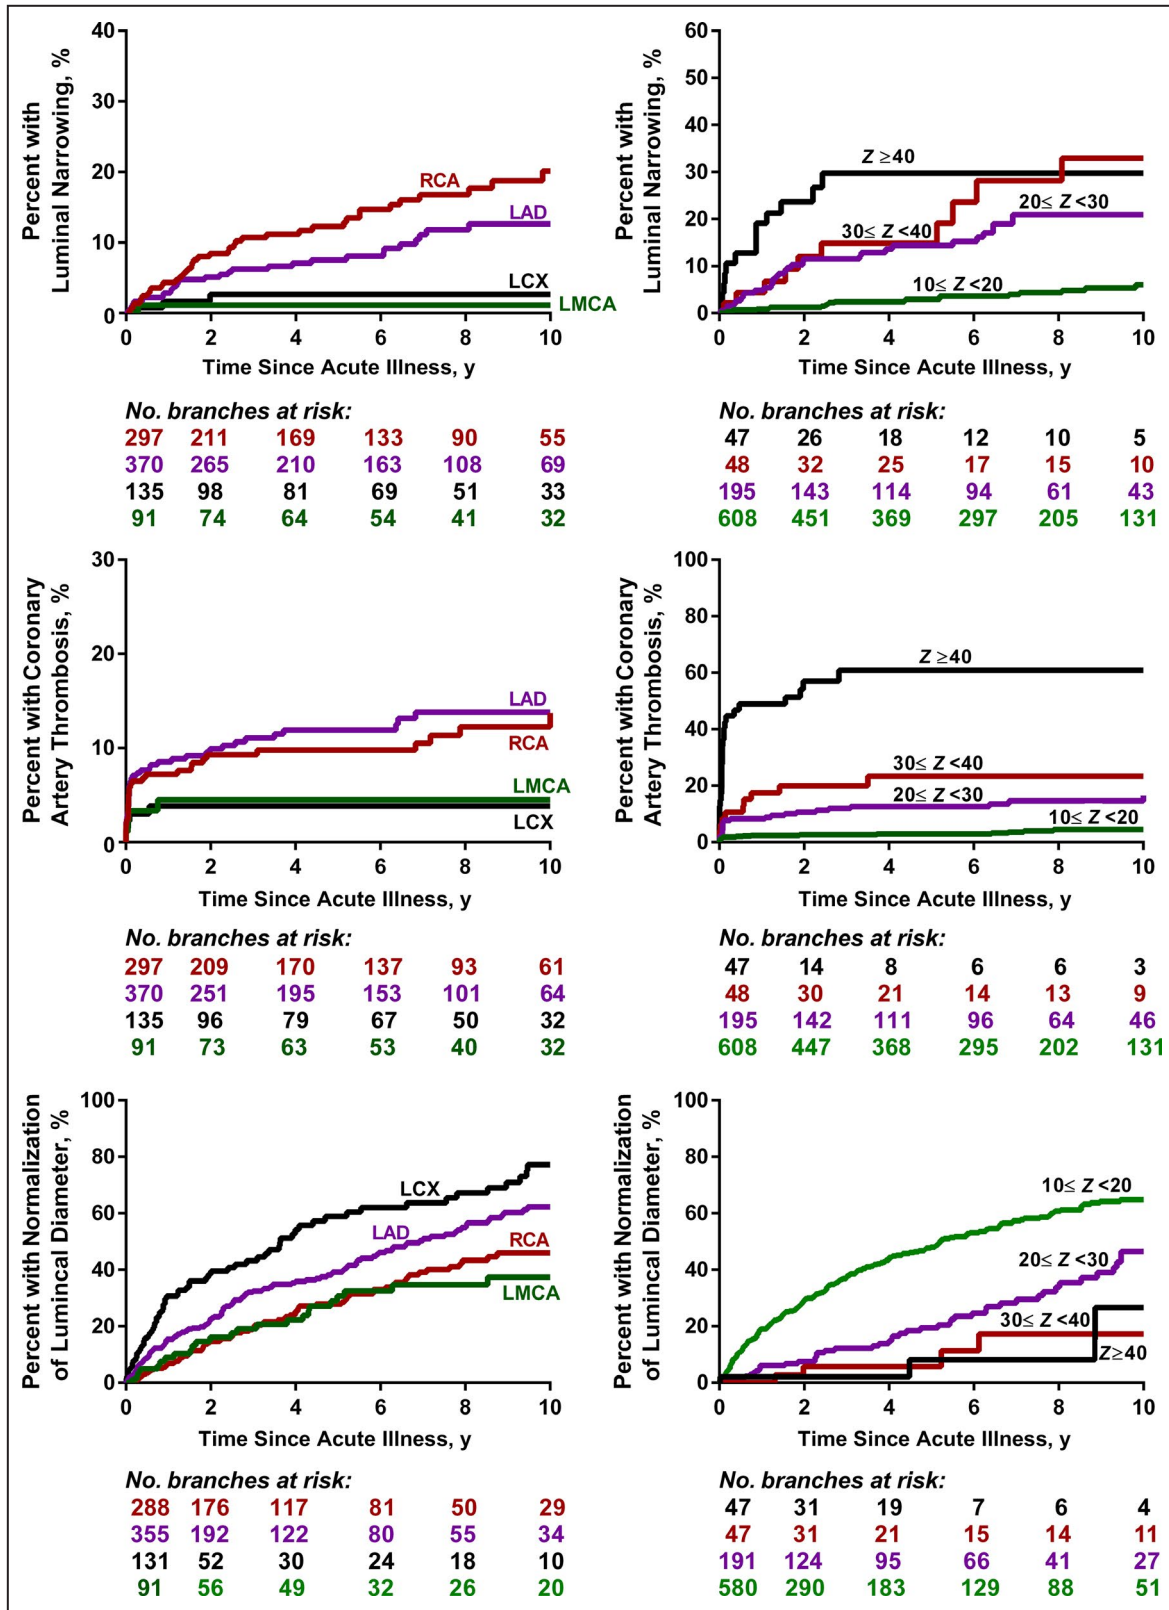 Percent with
Luminal Narrowing, %
40
30
20
10
0
RCA
LAD
LCX
LMCA
0 2 4 6 8 10
Time Since Acute Illness, y
No. branches at risk:
297 211 169 133 90 55
370 265 210 163 108 69
135 98 81 69 51 33
91 74 64 54 41 32
Percent with
Luminal Narrowing, %
60
50
40
30
20
10
0
Z ≥40
20≤ Z <30
30≤ Z <40
10≤ Z <20
0 2 4 6 8 10
Time Since Acute Illness, y
No. branches at risk:
47 26 18 12 10 5
48 32 25 17 15 10
195 143 114 94 61 43
608 451 369 297 205 131
Percent with Coronary
Artery Thrombosis, %
30
20
10
0
LAD
RCA
LMCA
LCX
0 2 4 6 8 10
Time Since Acute Illness, y
No. branches at risk:
297 209 170 137 93 61
370 251 195 153 101 64
135 96 79 67 50 32
91 73 63 53 40 32
Percent with Coronary
Artery Thrombosis, %
100
80
60
40
20
0
Z ≥40
30≤ Z <40
20≤ Z <30
10≤ Z <20
0 2 4 6 8 10
Time Since Acute Illness, y
No. branches at risk:
47 14 8 6 6 3
48 30 21 14 13 9
195 142 111 96 64 46
608 447 368 295 202 131
Percent with Normalization
of Lumincal Diameter, %
100
80
60
40
20
0
LCX
LAD
RCA
LMCA
0 2 4 6 8 10
Time Since Acute Illness, y
No. branches at risk:
288 176 117 81 50 29
355 192 122 80 55 34
131 52 30 24 18 10
91 56 49 32 26 20
Percent with Normalization
of Luminal Diameter, %
100
80
60
40
20
0
10≤ Z <20
20≤ Z <30
30≤ Z <40
Z≥40
0 2 4 6 8 10
Time Since Acute Illness, y
No. branches at risk:
47 31 19 7 6 4
47 31 21 15 14 11
191 124 95 66 41 27
580 290 183 129 88 51